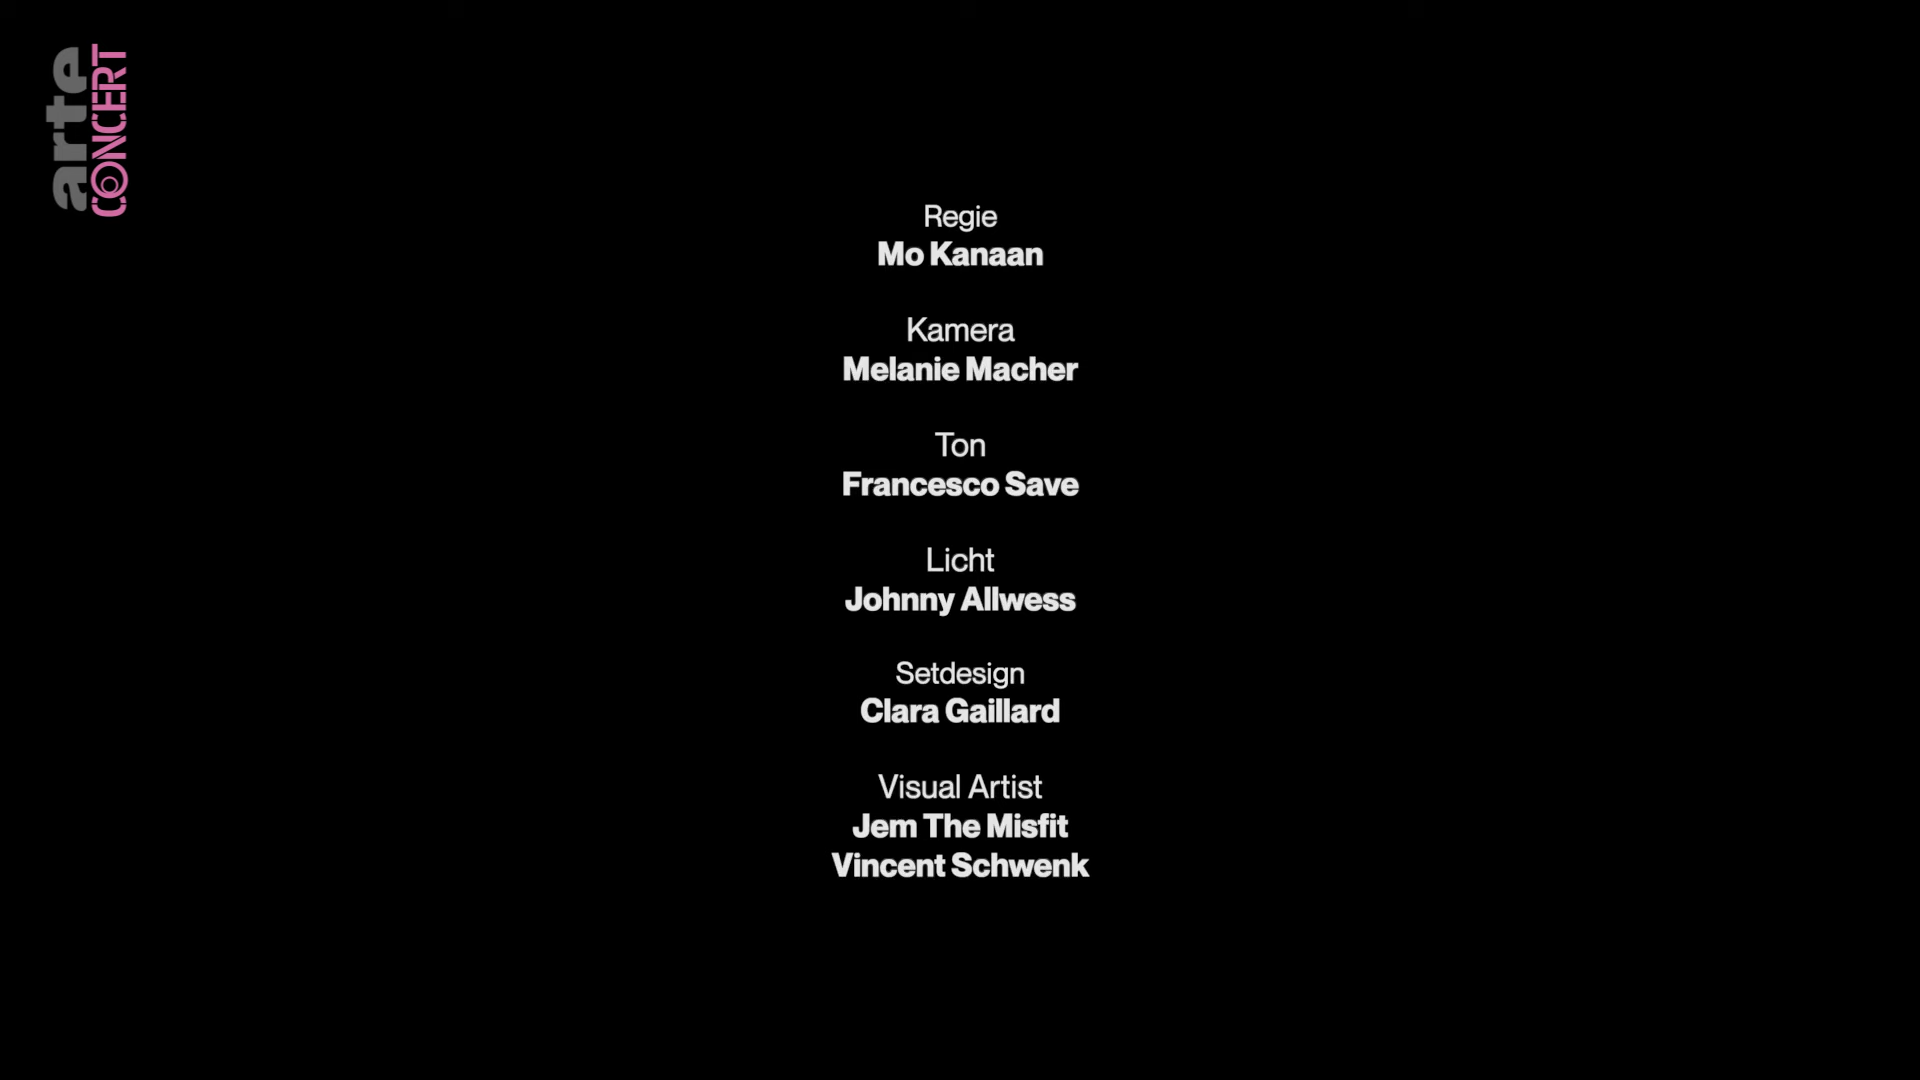 arte
CONCERT
Regie
Mo Kanaan
Kamera
Melanie Macher
Ton
Francesco Save
Licht
Johnny Allwess
Setdesign
Clara Gaillard
Visual Artist
Jem The Misfit
Vincent Schwenk